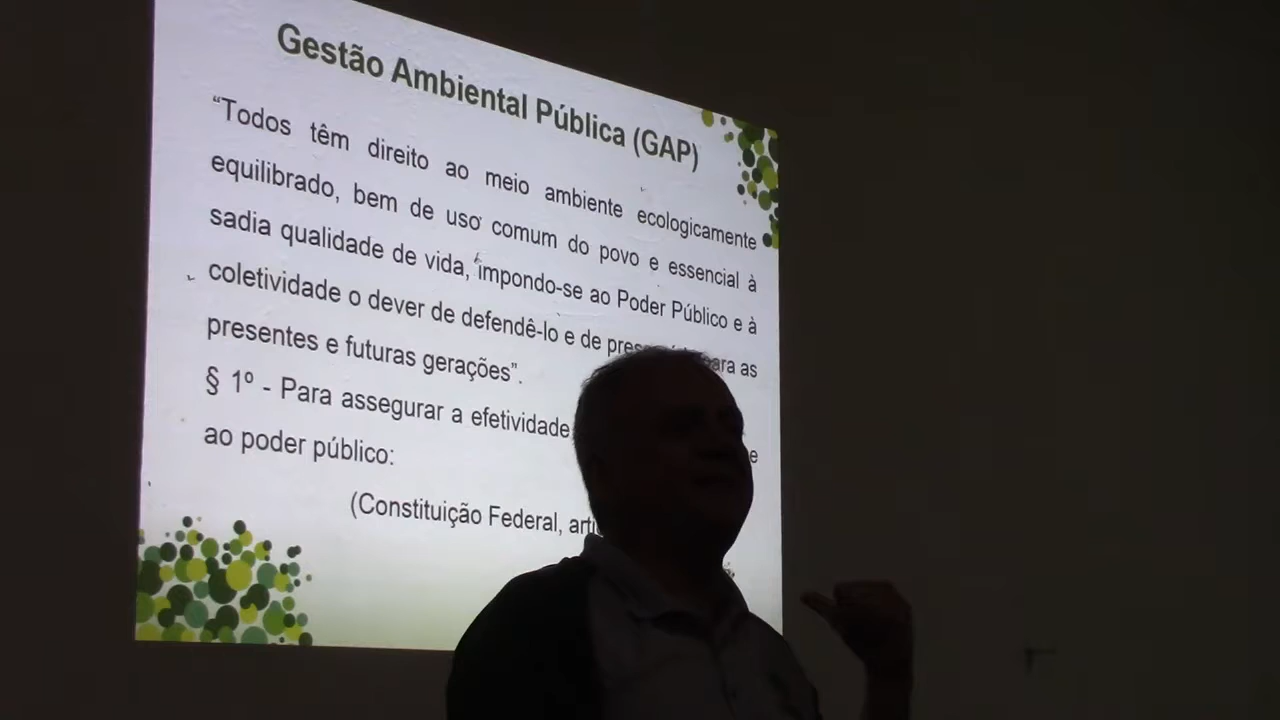 Gestão Ambiental Pública (GAP)
“Todos têm direito ao meio ambiente ecologicamente
equilibrado, bem de uso comum do povo e essencial à
sadia qualidade de vida, impondo-se ao Poder Público e à
coletividade o dever de defendê-lo e de para as
presentes e futuras gerações”.
§ 1º - Para assegurar a efetividade
ao poder público:
(Constituição Federal,